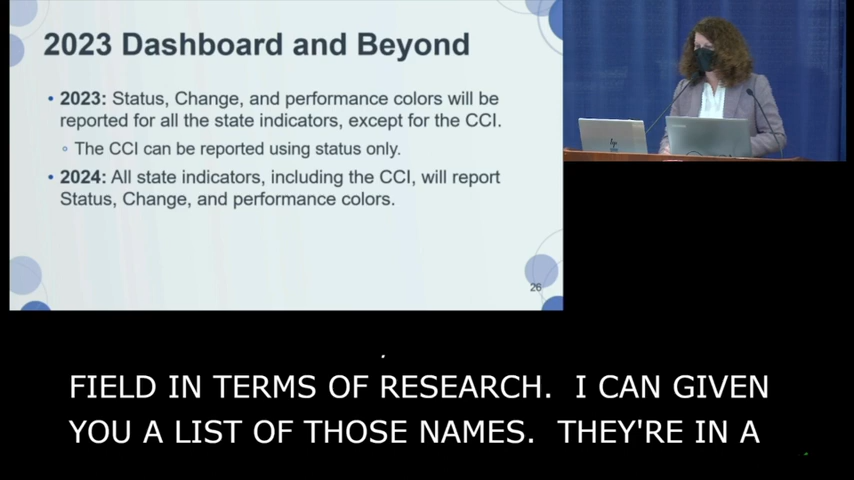 2023 Dashboard and Beyond
• 2023: Status, Change, and performance colors will be
reported for all the state indicators, except for the CCI.
◦ The CCI can be reported using status only.
• 2024: All state indicators, including the CCI, will report
Status, Change, and performance colors.
26
hp
FIELD IN TERMS OF RESEARCH.  I CAN GIVEN
YOU A LIST OF THOSE NAMES.  THEY'RE IN A